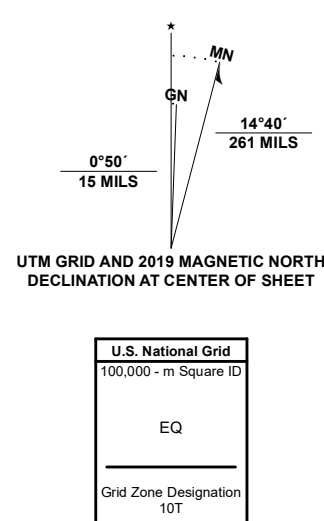 ★
MN
GN
14°40´
261 MILS
0°50´
15 MILS
UTM GRID AND 2019 MAGNETIC NORTH
DECLINATION AT CENTER OF SHEET
U.S. National Grid
100,000 - m Square ID
EQ
Grid Zone Designation
10T